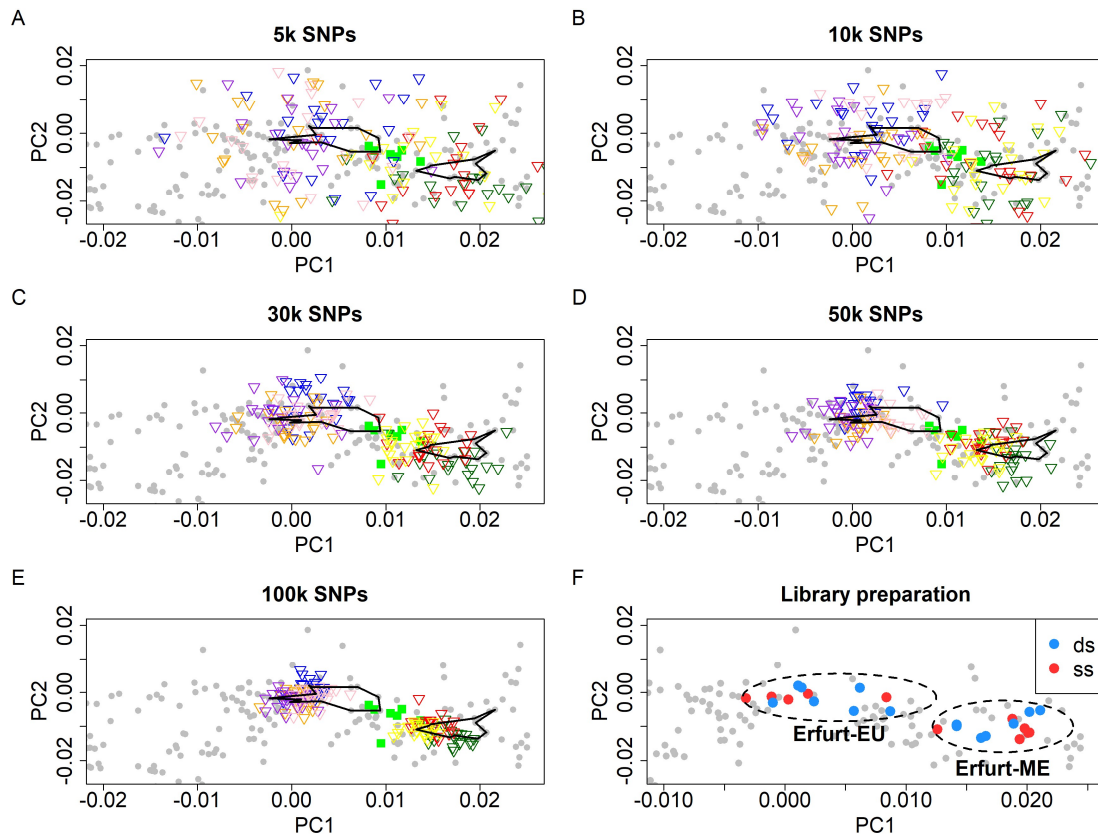 A
5k SNPs
PC2
0.02
0.00
-0.02
-0.02 -0.01 0.00 0.01 0.02
PC1
B
10k SNPs
PC2
0.02
0.00
-0.02
-0.02 -0.01 0.00 0.01 0.02
PC1
C
30k SNPs
PC2
0.02
0.00
-0.02
-0.02 -0.01 0.00 0.01 0.02
PC1
D
50k SNPs
PC2
0.02
0.00
-0.02
-0.02 -0.01 0.00 0.01 0.02
PC1
E
100k SNPs
PC2
0.02
0.00
-0.02
-0.02 -0.01 0.00 0.01 0.02
PC1
F
Library preparation
PC2
0.02
0.00
-0.02
ds
ss
Erfurt-EU
Erfurt-ME
-0.010 0.000 0.010 0.020
PC1